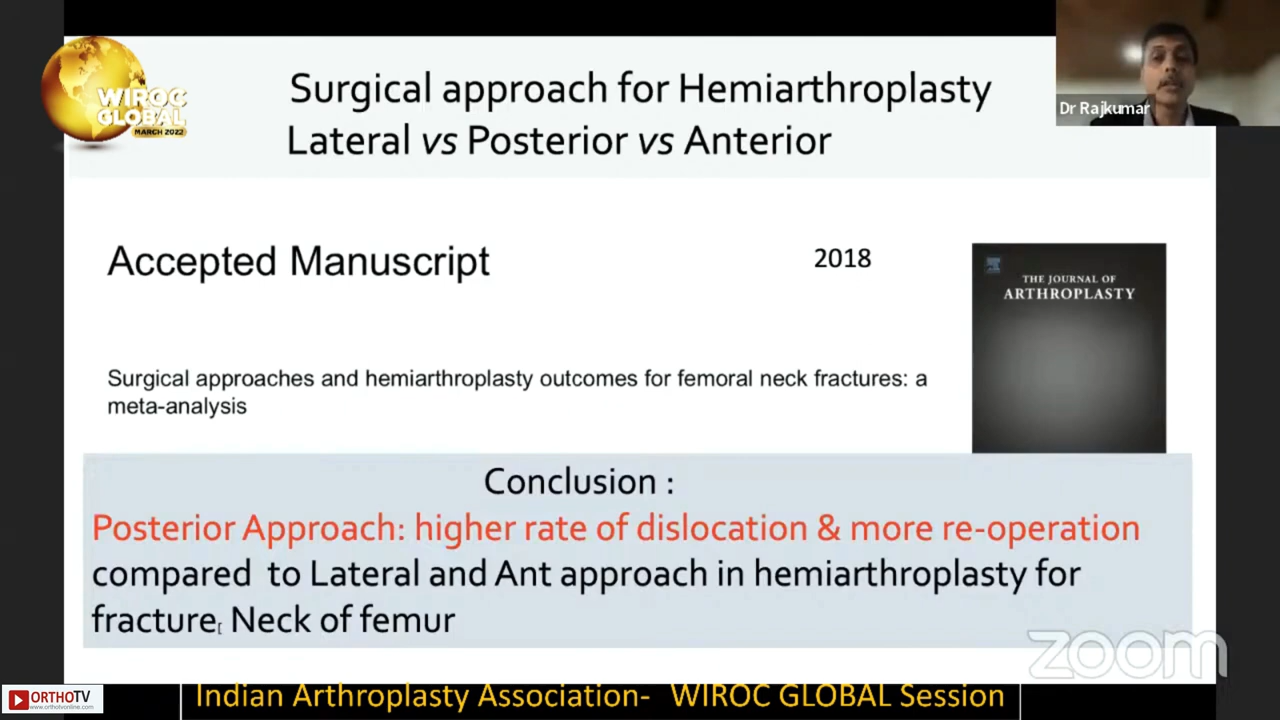 WIROC
GLOBAL
MARCH 2022
Surgical approach for Hemiarthroplasty
Lateral vs Posterior vs Anterior
Dr Rajkumar
Accepted Manuscript
2018
THE JOURNAL OF
ARTHROPLASTY
Surgical approaches and hemiarthroplasty outcomes for femoral neck fractures: a
meta-analysis
Conclusion :
Posterior Approach: higher rate of dislocation & more re-operation
compared to Lateral and Ant approach in hemiarthroplasty for
fracture[ Neck of femur
zoom
ORTHOTV
www.orthotvonline.com
Indian Arthroplasty Association- WIROC GLOBAL Session